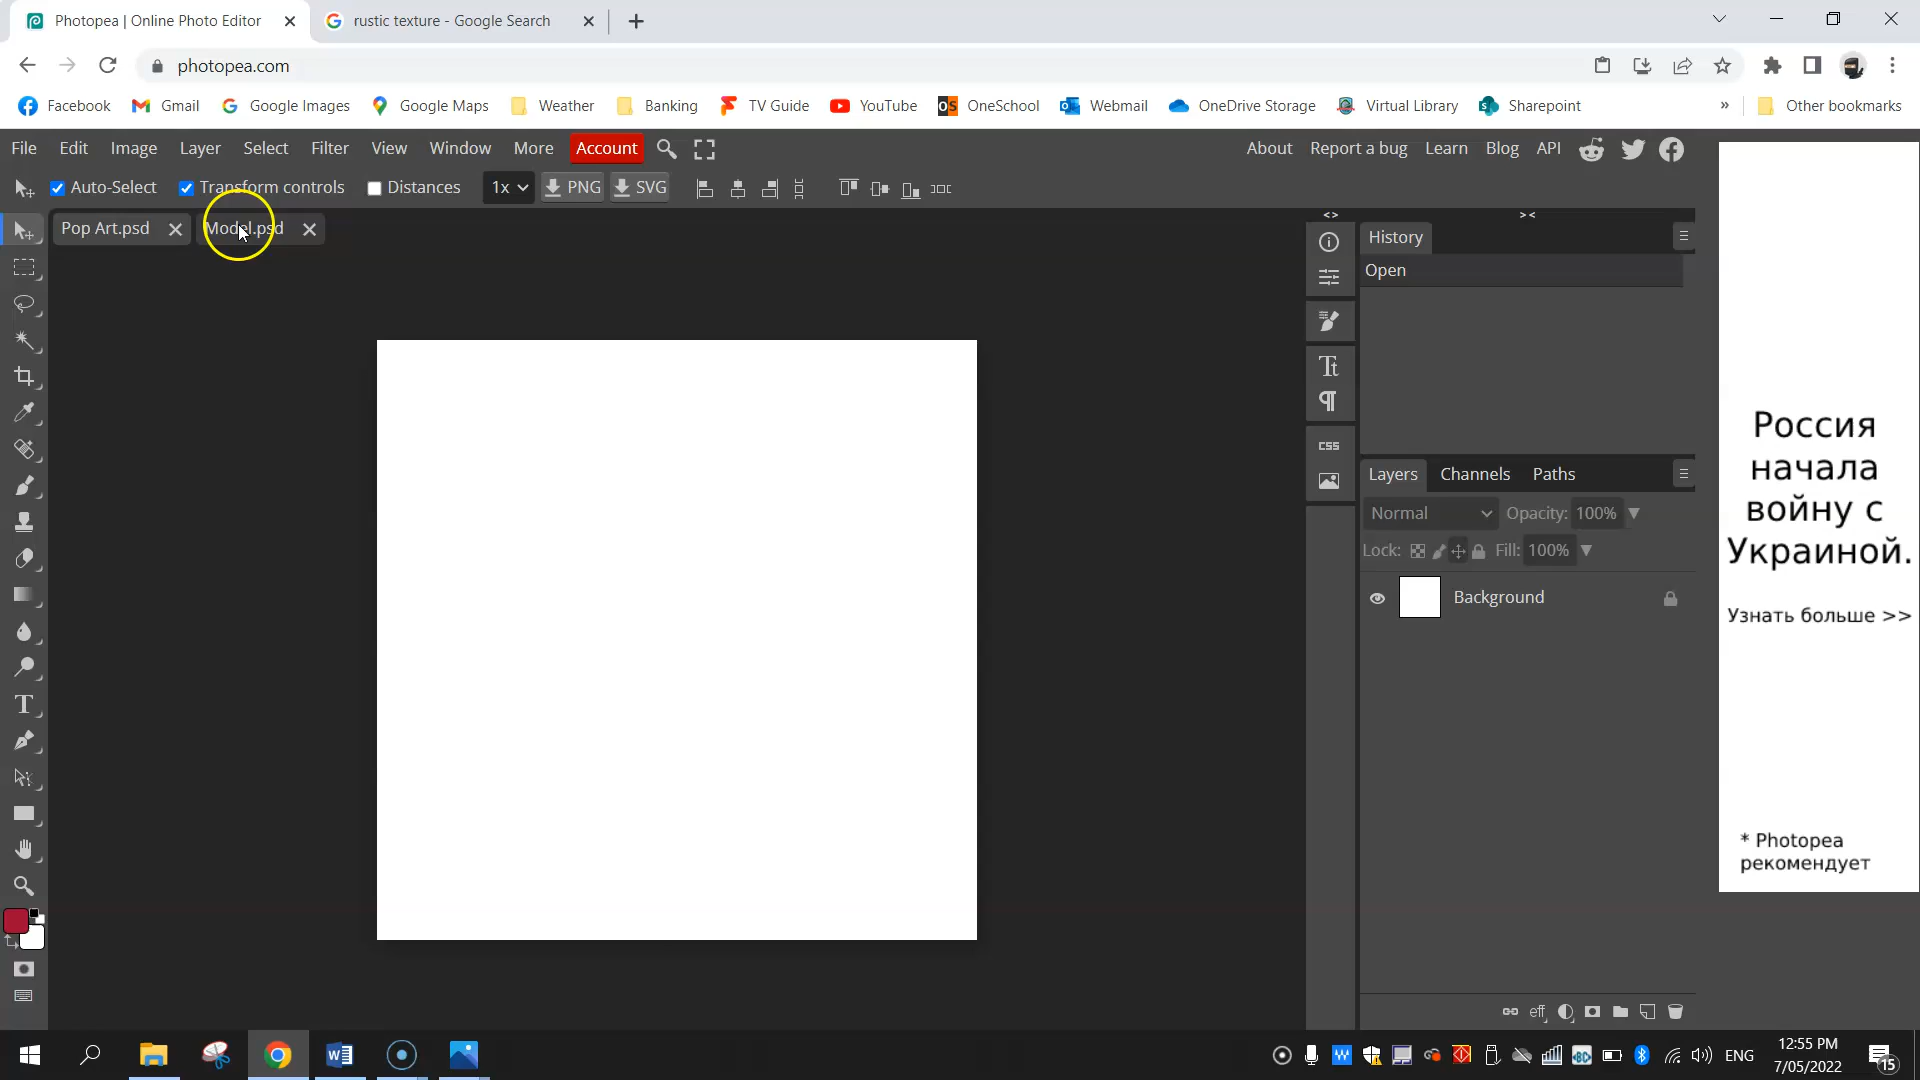 Photopea | Online Photo Editor
rustic texture - Google Search
photopea.com
Facebook
Gmail
Google Images
Google Maps
Weather
Banking
TV Guide
YouTube
OneSchool
Webmail
OneDrive Storage
Virtual Library
Sharepoint
»
Other bookmarks
File Edit Image Layer Select Filter View Window More Account
About Report a bug Learn Blog API
Auto-Select
Transform controls
Distances
1x
PNG
SVG
Pop Art.psd
Model.psd
<>
><
History
Open
CSS
Layers Channels Paths
Normal
Opacity: 100%
Lock:
Fill: 100%
Background
eff
Россия
начала
войну с
Украиной.
Узнать больше >>
* Photopea
рекомендует
ENG
12:55 PM
7/05/2022
15